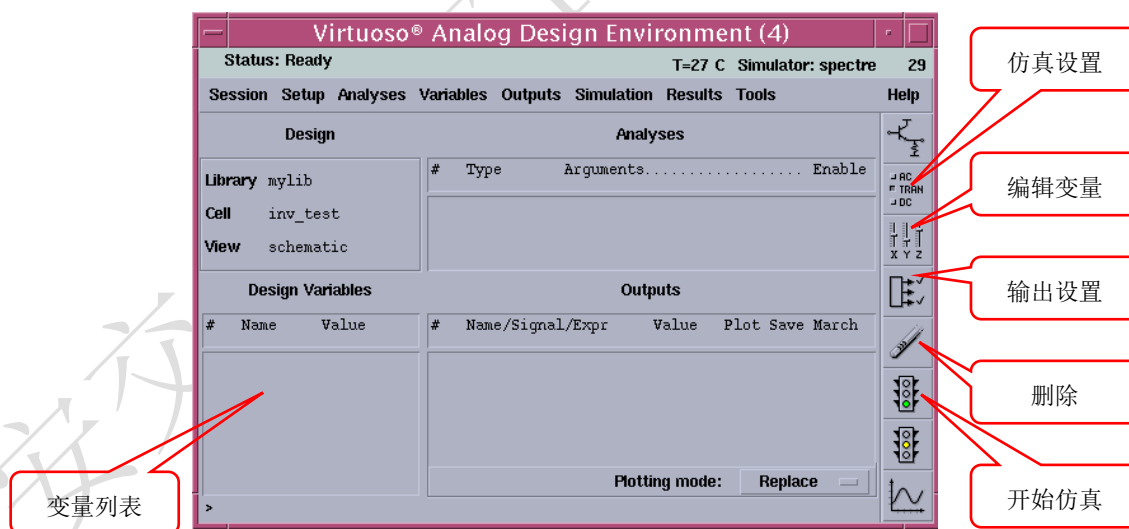 Virtuoso® Analog Design Environment (4)
Status: Ready T=27 C Simulator: spectre 29
Session Setup Analyses Variables Outputs Simulation Results Tools Help
Design
Library mylib
Cell inv_test
View schematic
Analyses
# Type Arguments................... Enable
Design Variables
# Name Value
Outputs
# Name/Signal/Expr Value Plot Save March
Plotting mode: Replace
>
AC
TRAN
DC
X Y Z
仿真设置
编辑变量
输出设置
删除
开始仿真
变量列表
安交